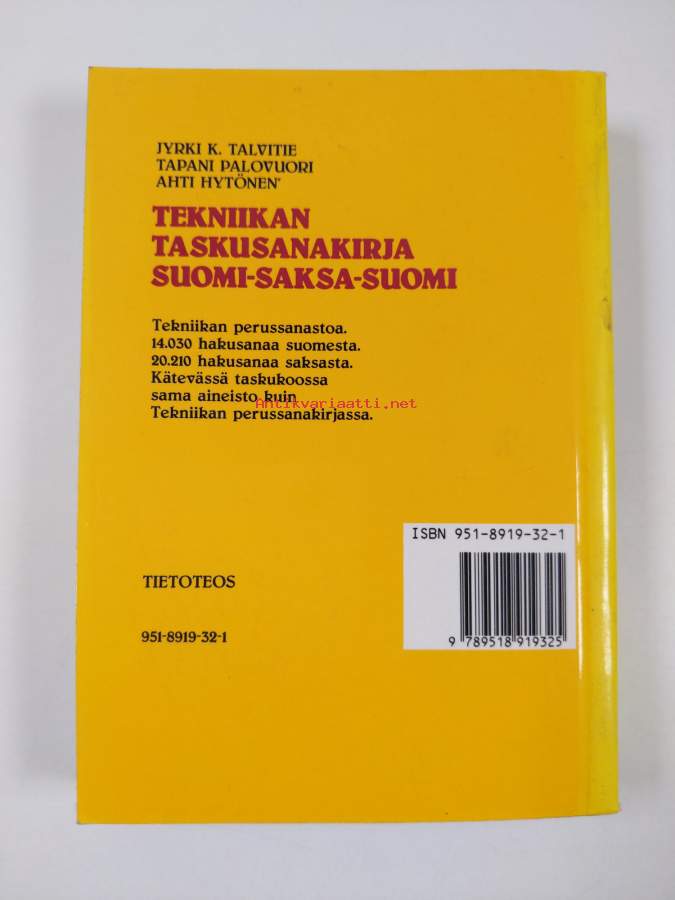 JYRKI K. TALVITIE
TAPANI PALOVUORI
AHTI HYTÖNEN
TEKNIIKAN
TASKUSANAKIRJA
SUOMI-SAKSA-SUOMI
Tekniikan perussanastoa.
14.030 hakusanaa suomesta.
20.210 hakusanaa saksasta.
Kätevässä taskukoossa
sama aineisto kuin
Antikvariaatti.net
Tekniikan perussanakirjassa.
ISBN 951-8919-32-1
9 789518 919325
TIETOTEOS
951-8919-32-1